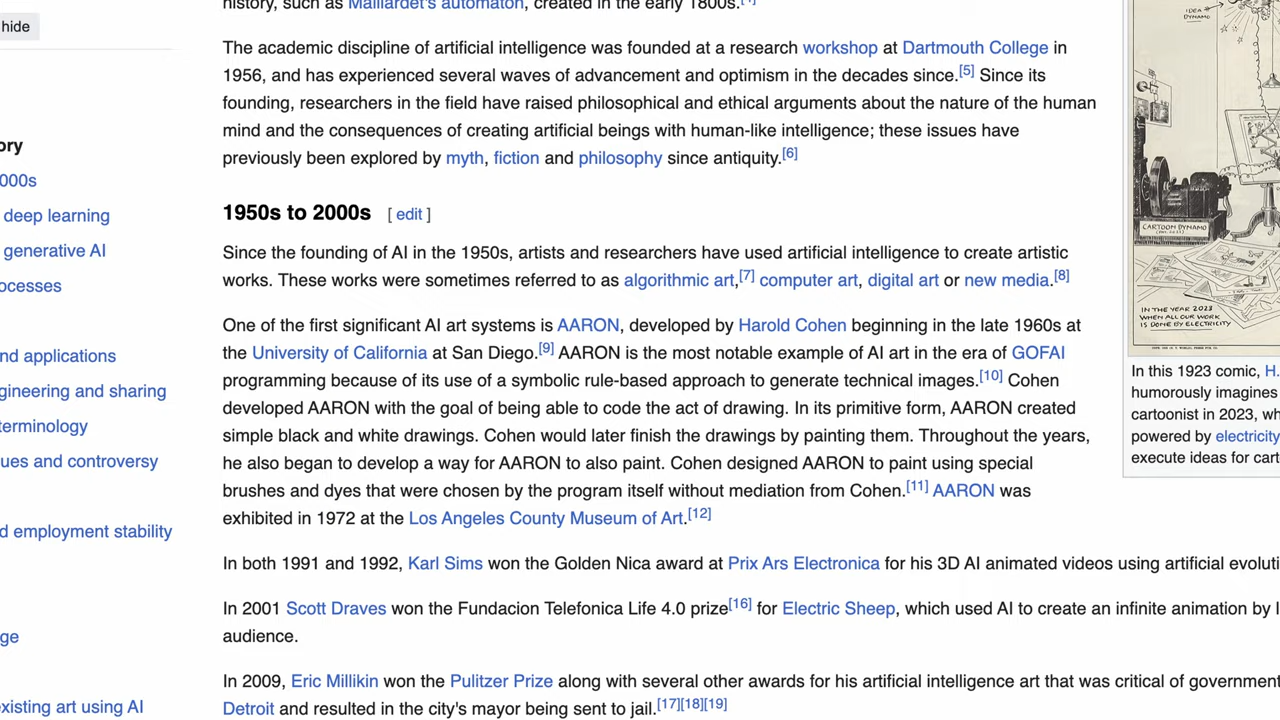 hide
ory
000s
deep learning
generative AI
ocesses
nd applications
gineering and sharing
terminology
ues and controversy
d employment stability
ge
existing art using AI
history, such as Maillardet's automaton, created in the early 1800s.
The academic discipline of artificial intelligence was founded at a research workshop at Dartmouth College in
1956, and has experienced several waves of advancement and optimism in the decades since.[5] Since its
founding, researchers in the field have raised philosophical and ethical arguments about the nature of the human
mind and the consequences of creating artificial beings with human-like intelligence; these issues have
previously been explored by myth, fiction and philosophy since antiquity.[6]
1950s to 2000s [ edit ]
Since the founding of AI in the 1950s, artists and researchers have used artificial intelligence to create artistic
works. These works were sometimes referred to as algorithmic art,[7] computer art, digital art or new media.[8]
One of the first significant AI art systems is AARON, developed by Harold Cohen beginning in the late 1960s at
the University of California at San Diego.[9] AARON is the most notable example of AI art in the era of GOFAI
programming because of its use of a symbolic rule-based approach to generate technical images.[10] Cohen
developed AARON with the goal of being able to code the act of drawing. In its primitive form, AARON created
simple black and white drawings. Cohen would later finish the drawings by painting them. Throughout the years,
he also began to develop a way for AARON to also paint. Cohen designed AARON to paint using special
brushes and dyes that were chosen by the program itself without mediation from Cohen.[11] AARON was
exhibited in 1972 at the Los Angeles County Museum of Art.[12]
In both 1991 and 1992, Karl Sims won the Golden Nica award at Prix Ars Electronica for his 3D AI animated videos using artificial evoluti
In 2001 Scott Draves won the Fundacion Telefonica Life 4.0 prize[16] for Electric Sheep, which used AI to create an infinite animation by l
audience.
In 2009, Eric Millikin won the Pulitzer Prize along with several other awards for his artificial intelligence art that was critical of government
Detroit and resulted in the city's mayor being sent to jail.[17][18][19]
IDEA
DYNAMO
CARTOON DYNAMO
IN THE YEAR 2023
WHEN ALL OUR WORK
IS DONE BY ELECTRICITY
In this 1923 comic, H.
humorously imagines
cartoonist in 2023, wh
powered by electricity
execute ideas for cart